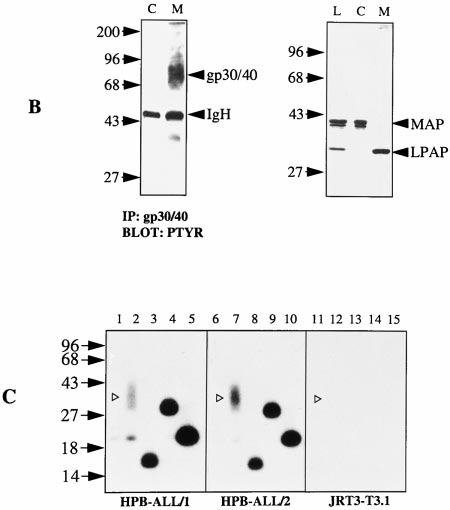 C M
200
96
68
43
27
gp30/40
IgH
IP: gp30/40
BLOT: PTYR
B
L C M
96
68
43
27
MAP
LPAP
C
1 2 3 4 5 6 7 8 9 10 11 12 13 14 15
96
68
43
27
18
14
HPB-ALL/1 HPB-ALL/2 JRT3-T3.1